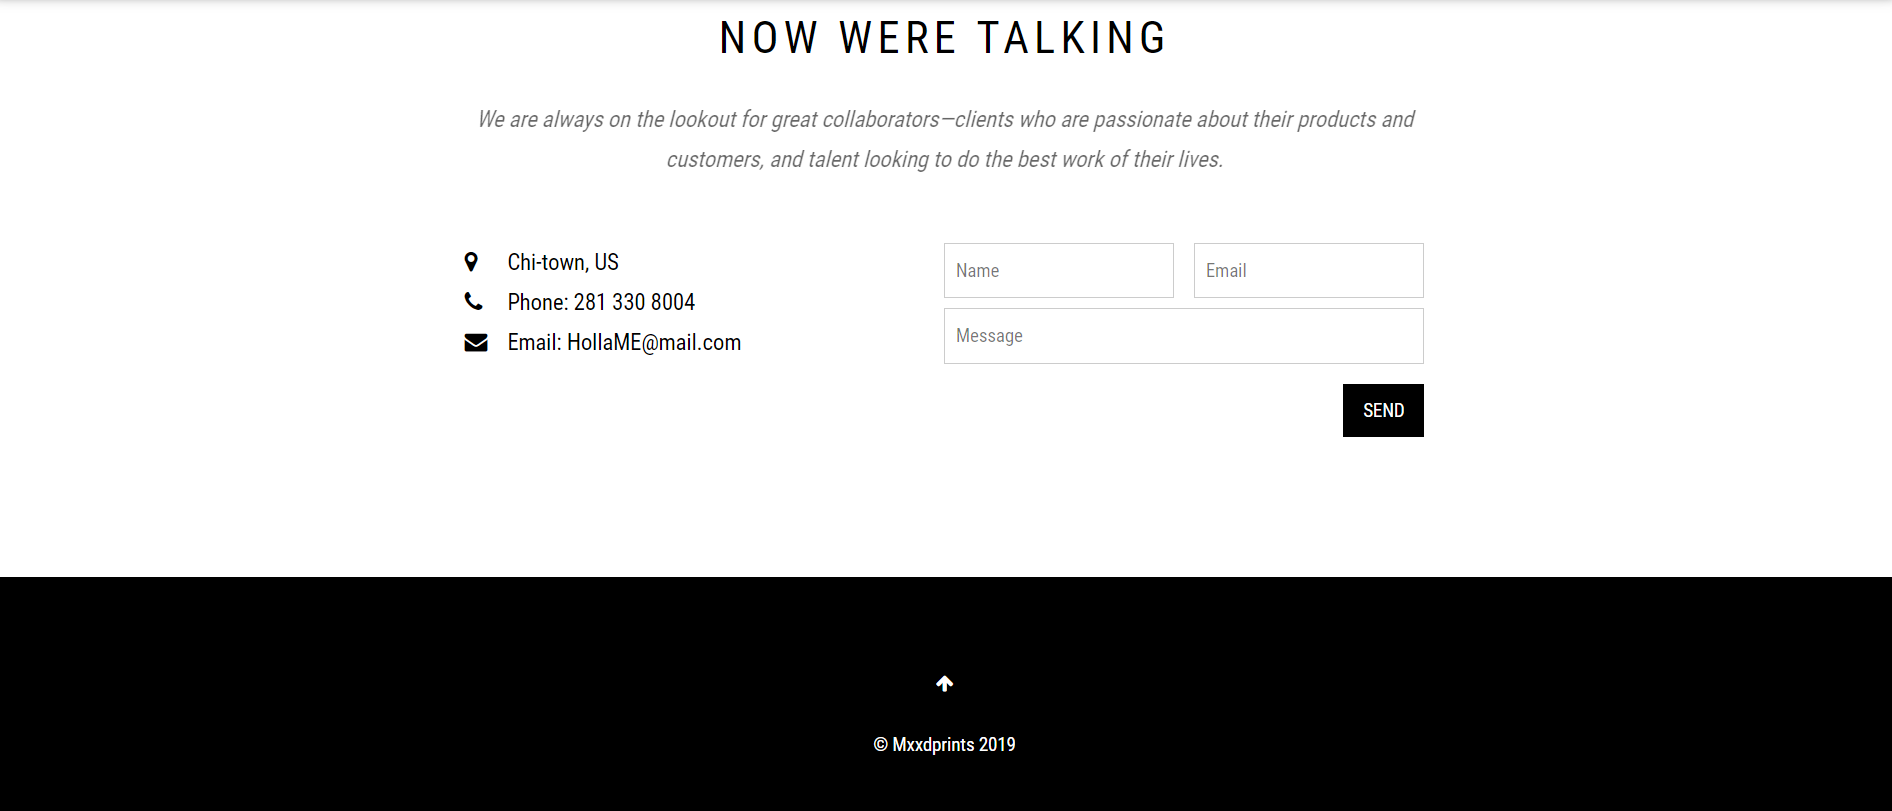 NOW WERE TALKING
We are always on the lookout for great collaborators—clients who are passionate about their products and
customers, and talent looking to do the best work of their lives.
Chi-town, US
Phone: 281 330 8004
Email: HollaME@mail.com
Name
Email
Message
SEND
© Mxxdprints 2019